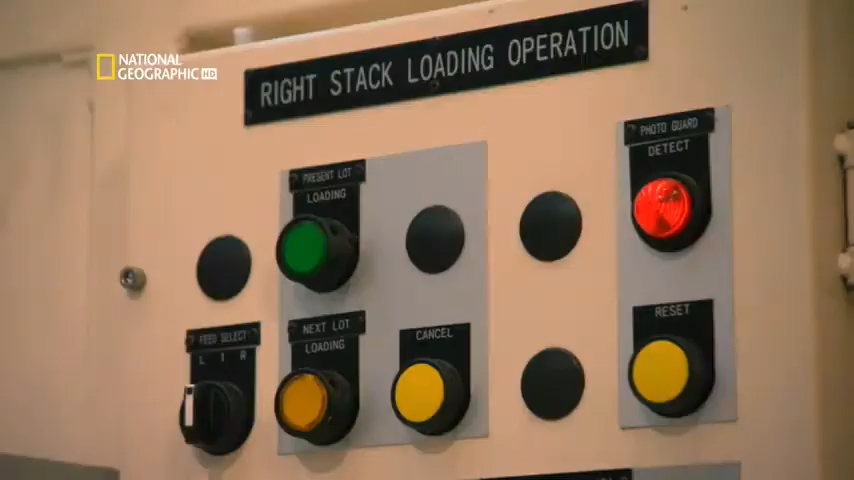 NATIONAL
GEOGRAPHIC HD
RIGHT STACK LOADING OPERATION
PHOTO GUARD
DETECT
PRESENT LOT
LOADING
FEED SELECT
L 1 R
NEXT LOT
LOADING
CANCEL
RESET